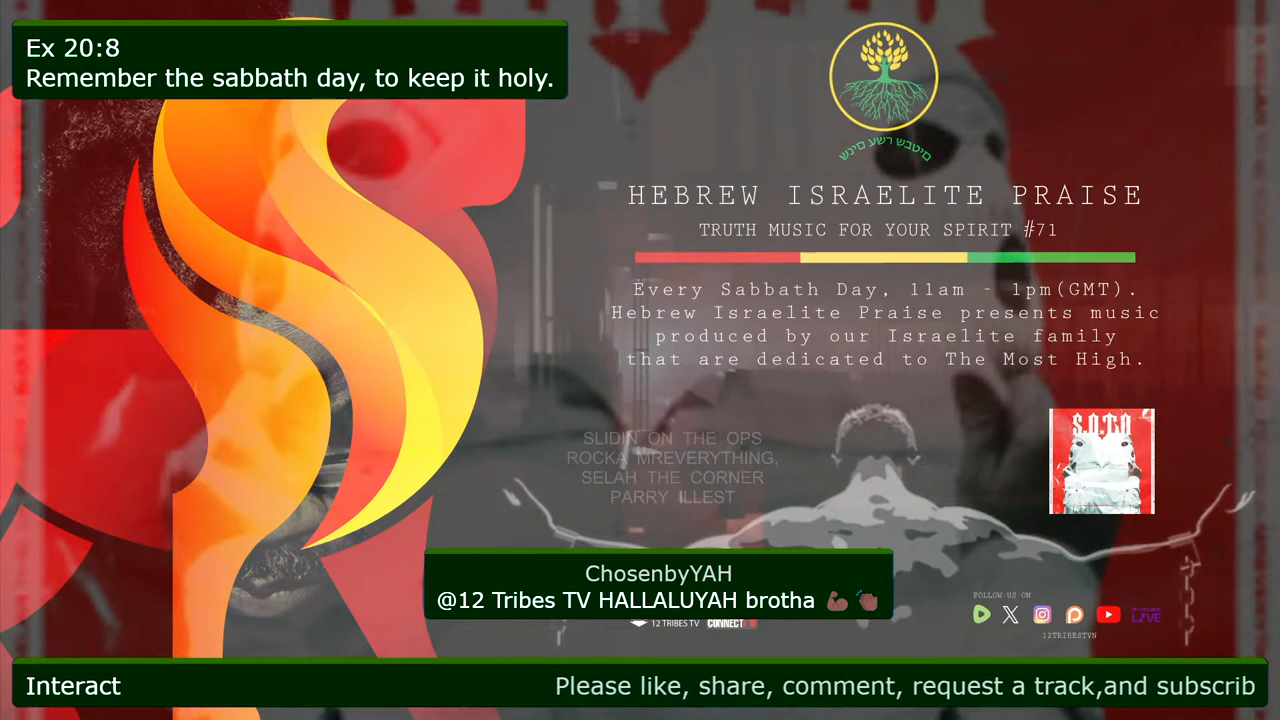 Ex 20:8
Remember the sabbath day, to keep it holy.
שנים עשר שבטים
HEBREW ISRAELITE PRAISE
TRUTH MUSIC FOR YOUR SPIRIT #71
Every Sabbath Day, 11am - 1pm(GMT).
Hebrew Israelite Praise presents music
produced by our Israelite family
that are dedicated to The Most High.
S.O.T.O
SLIDIN ON THE OPS
ROCKA MREVERYTHING,
SELAH THE CORNER
PARRY ILLEST
ChosenbyYAH
@12 Tribes TV HALLALUYAH brotha
12 TRIBES TV CONNECT
FOLLOW US ON
LIVE
12TRIBESTVN
Interact
Please like, share, comment, request a track,and subscrib